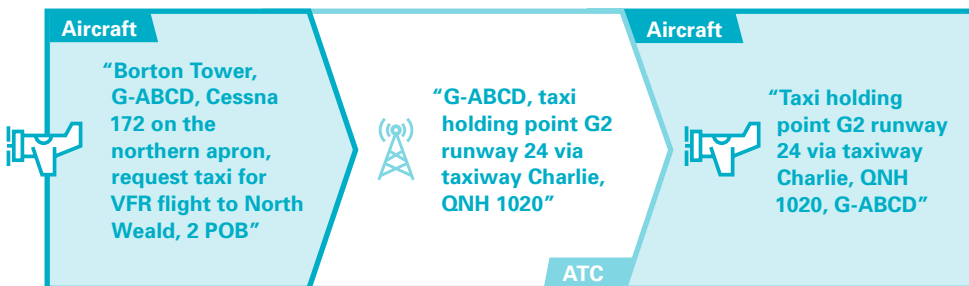 Aircraft
“Borton Tower,
G-ABCD, Cessna
172 on the
northern apron,
request taxi for
VFR flight to North
Weald, 2 POB”
“G-ABCD, taxi
holding point G2
runway 24 via
taxiway Charlie,
QNH 1020”
ATC
Aircraft
“Taxi holding
point G2 runway
24 via taxiway
Charlie, QNH
1020, G-ABCD”